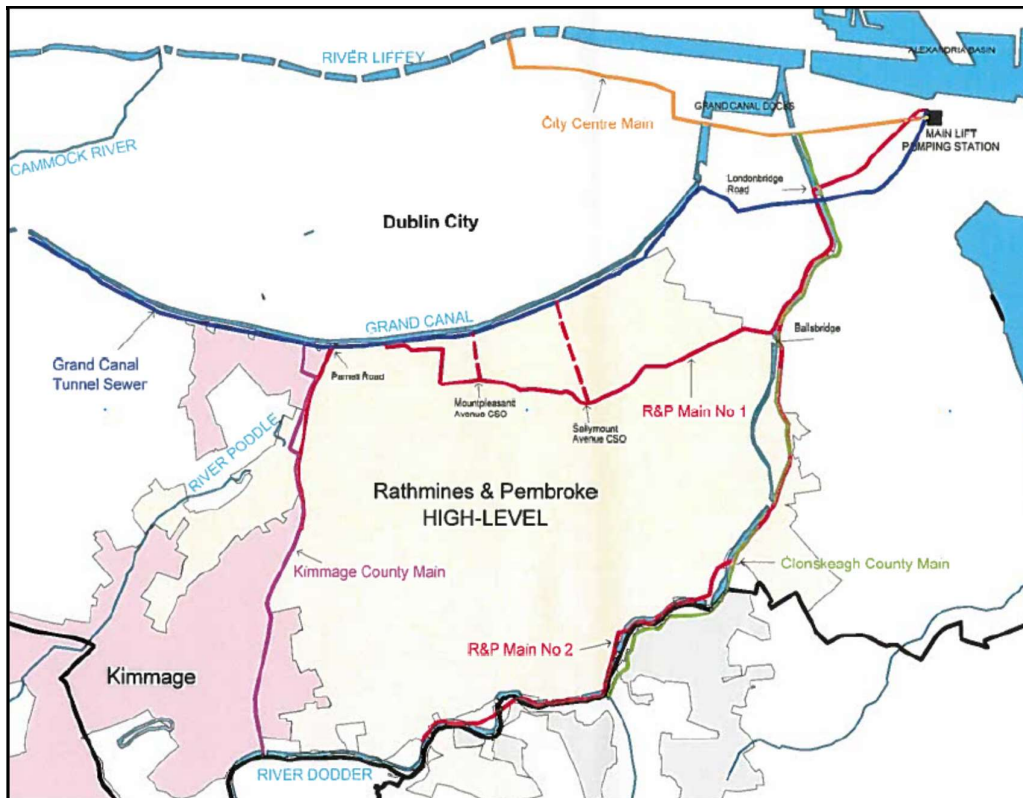 RIVER LIFFEY
ALEXANDRIA BASIN
City Centre Main
GRAND CANAL DOCKS
MAIN LIFT
PUMPING STATION
CAMMOCK RIVER
Londonbridge
Road
Dublin City
GRAND CANAL
Ballsbridge
Grand Canal
Tunnel Sewer
Parnell Road
Mountpleasant
Avenue CSO
Sallymount
Avenue CSO
R&P Main No 1
RIVER PODDLE
Rathmines & Pembroke
HIGH-LEVEL
Kimmage County Main
Clonskeagh County Main
R&P Main No 2
Kimmage
RIVER DODDER